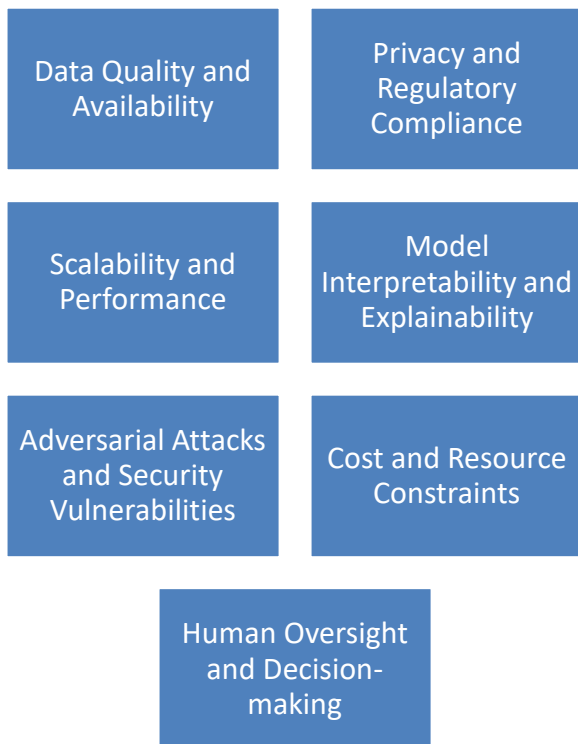 Data Quality and
Availability
Privacy and
Regulatory
Compliance
Scalability and
Performance
Model
Interpretability and
Explainability
Adversarial Attacks
and Security
Vulnerabilities
Cost and Resource
Constraints
Human Oversight
and Decision-
making